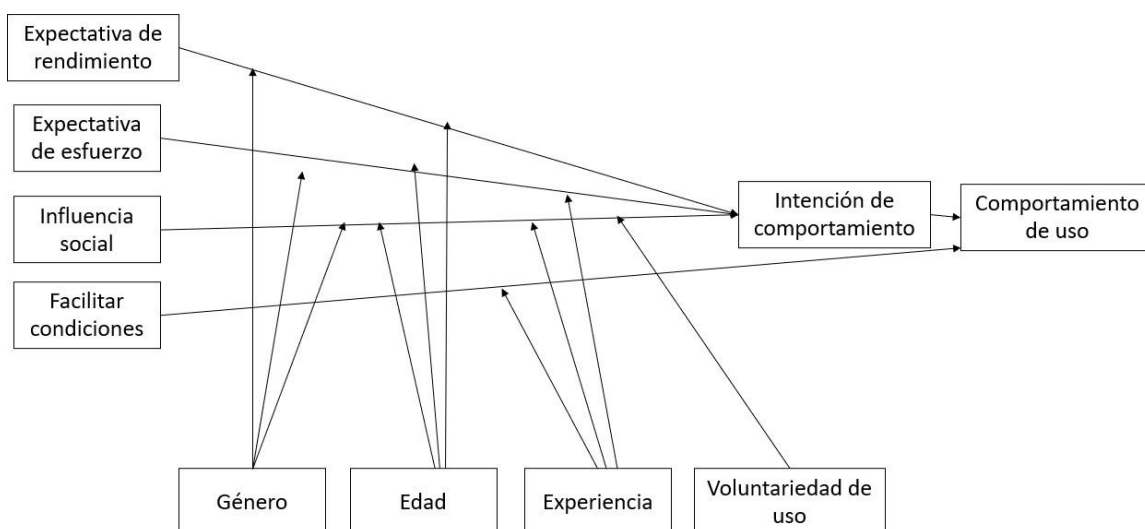 Expectativa de
rendimiento
Expectativa
de esfuerzo
Influencia
social
Facilitar
condiciones
Intención de
comportamiento
Comportamiento
de uso
Género
Edad
Experiencia
Voluntariedad de
uso